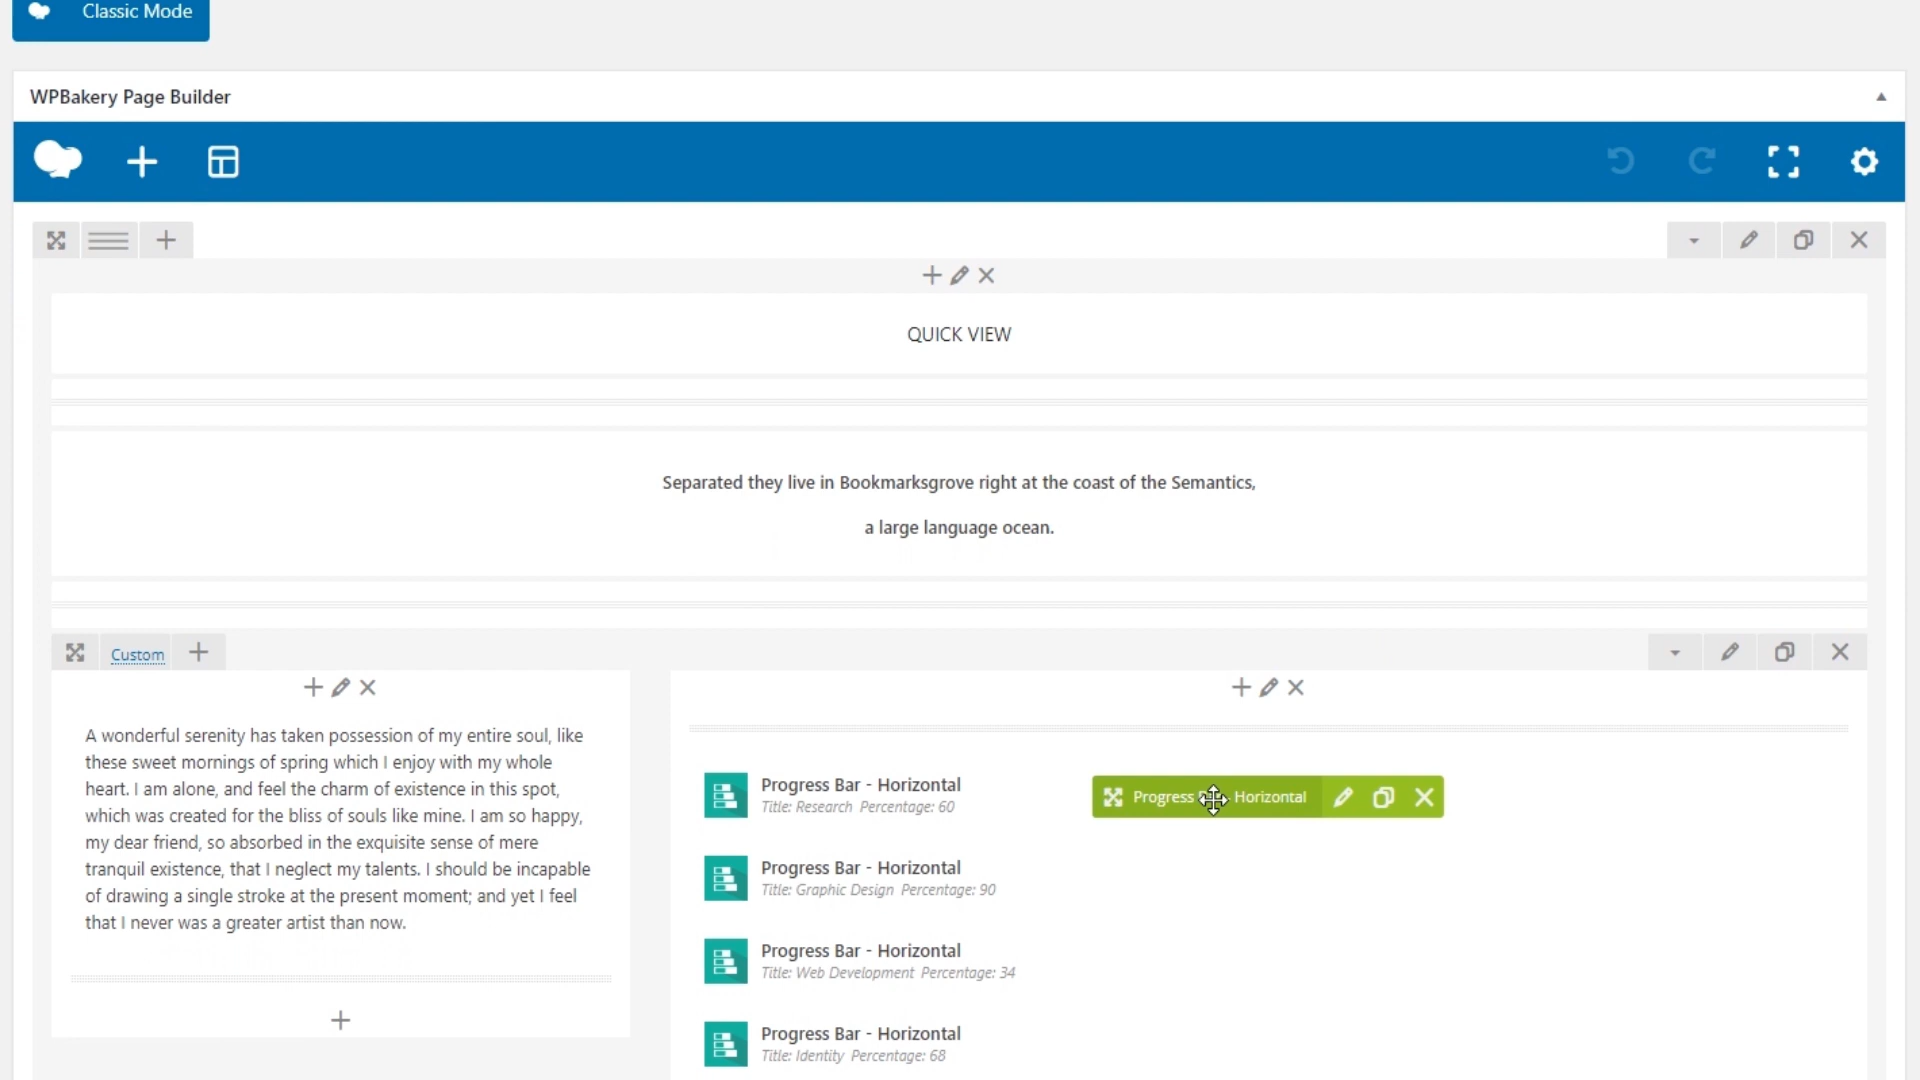 Classic Mode
WPBakery Page Builder
QUICK VIEW
Separated they live in Bookmarksgrove right at the coast of the Semantics,
a large language ocean.
Custom
A wonderful serenity has taken possession of my entire soul, like
these sweet mornings of spring which I enjoy with my whole
heart. I am alone, and feel the charm of existence in this spot,
which was created for the bliss of souls like mine. I am so happy,
my dear friend, so absorbed in the exquisite sense of mere
tranquil existence, that I neglect my talents. I should be incapable
of drawing a single stroke at the present moment; and yet I feel
that I never was a greater artist than now.
Progress Bar - Horizontal
Title: Research Percentage: 60
Progress Horizontal
Progress Bar - Horizontal
Title: Graphic Design Percentage: 90
Progress Bar - Horizontal
Title: Web Development Percentage: 34
Progress Bar - Horizontal
Title: Identity Percentage: 68